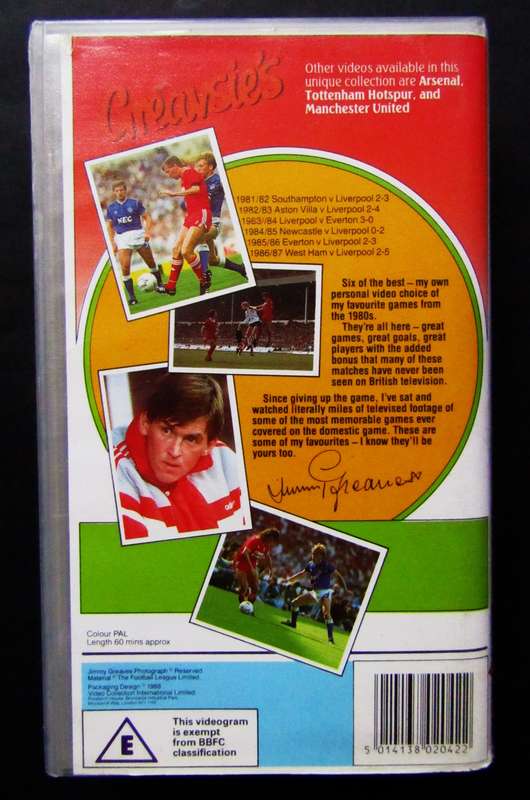 Greavsie's
Other videos available in this
unique collection are Arsenal,
Tottenham Hotspur, and
Manchester United
1981/82 Southampton v Liverpool 2-3
1982/83 Aston Villa v Liverpool 2-4
1963//84 Liverpool v Everton 3-0
1984/85 Newcastle v Liverpool 0-2
1985/86 Everton v Liverpool 2-3
1986/87 West Ham v Liverpool 2-5
NEC
Six of the best – my own
personal video choice of
my favourite games from
the 1980s.
They're all here – great
games, great goals, great
players with the added
bonus that many of these
matches have never been
seen on British television.
Since giving up the game, I've sat and
watched literally miles of televised footage of
some of the most memorable games ever
covered on the domestic game. These are
some of my favourites – I know they'll be
yours too.
Jimmy Greaves
Colour PAL
Length 60 mins approx
Jimmy Greaves Photograph © Reserved
Material © The Football League Limited.
Packaging Design © 1988
Video Collection International Limited.
E
This videogram
is exempt
from BBFC
classification
5 014138 020422